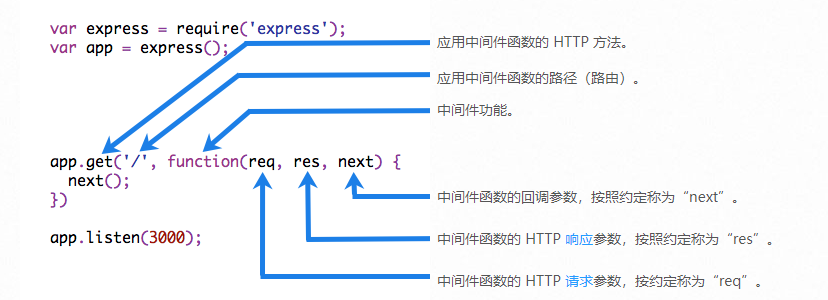 var express = require('express');
var app = express();
应用中间件函数的 HTTP 方法。
应用中间件函数的路径（路由）。
中间件功能。
app.get('/', function(req, res, next) {
next();
})
app.listen(3000);
中间件函数的回调参数，按照约定称为“next”。
中间件函数的 HTTP 响应参数，按照约定称为“res”。
中间件函数的 HTTP 请求参数，按约定称为“req”。